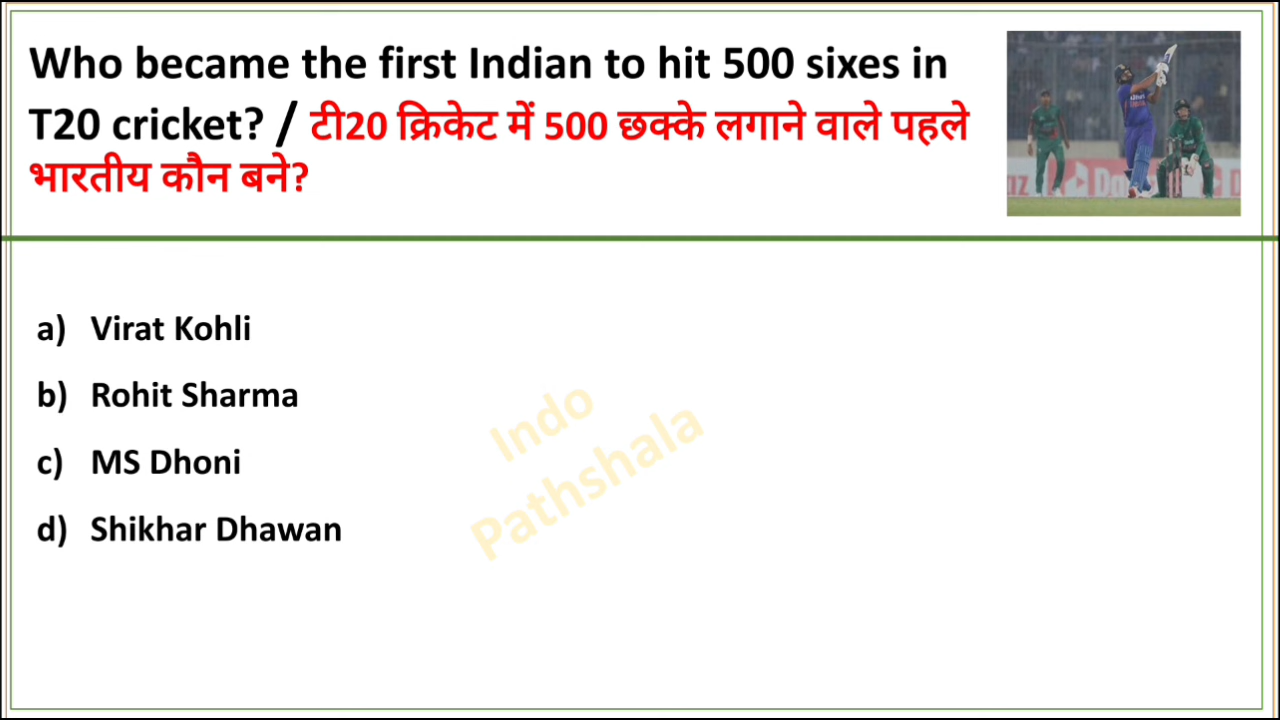 Who became the first Indian to hit 500 sixes in
T20 cricket? / टी20 क्रिकेट में 500 छक्के लगाने वाले पहले
भारतीय कौन बने?
a) Virat Kohli
b) Rohit Sharma
c) MS Dhoni
d) Shikhar Dhawan
Indo
Pathshala